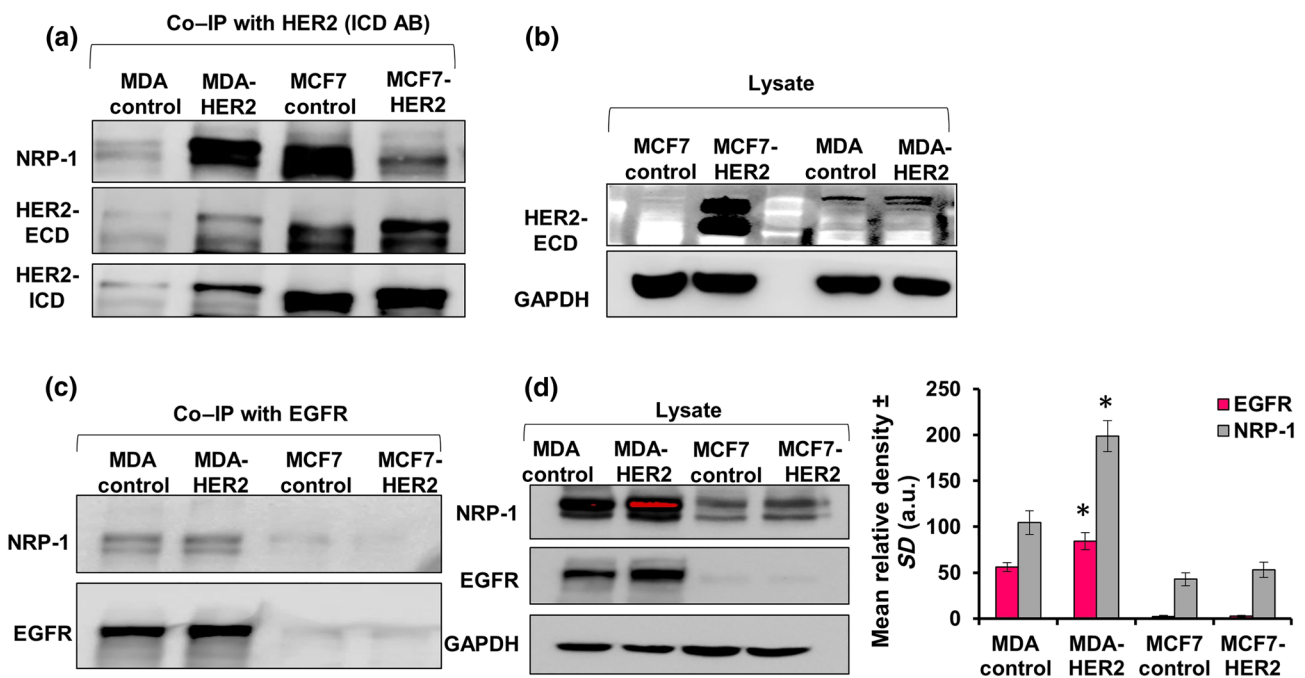 (a)
Co–IP with HER2 (ICD AB)
MDA control
MDA-HER2
MCF7 control
MCF7-HER2
NRP-1
HER2-ECD
HER2-ICD
(b)
Lysate
MCF7 control
MCF7-HER2
MDA control
MDA-HER2
HER2-ECD
GAPDH
(c)
Co–IP with EGFR
MDA control
MDA-HER2
MCF7 control
MCF7-HER2
NRP-1
EGFR
(d)
Lysate
MDA control
MDA-HER2
MCF7 control
MCF7-HER2
NRP-1
EGFR
GAPDH
Mean relative density ±
SD (a.u.)
250
200
150
100
50
0
*
*
EGFR
NRP-1
MDA control
MDA-HER2
MCF7 control
MCF7-HER2